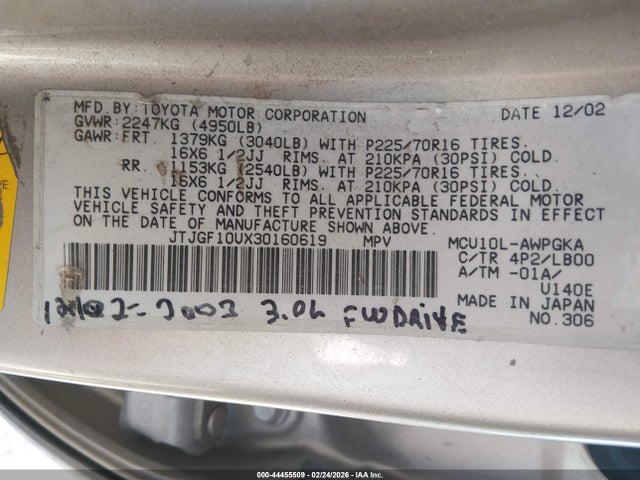 MFD.BY:TOYOTA MOTOR CORPORATION DATE 12/02
GVWR:2247KG (4950LB)
GAWR:FRT. 1379KG (3040LB) WITH P225/70R16 TIRES.
16X6 1/2JJ RIMS. AT 210KPA (30PSI) COLD.
RR. 1153KG (2540LB) WITH P225/70R16 TIRES.
16X6 1/2JJ RIMS. AT 210KPA (30PSI) COLD.
THIS VEHICLE CONFORMS TO ALL APPLICABLE FEDERAL MOTOR
VEHICLE SAFETY AND THEFT PREVENTION STANDARDS IN EFFECT
ON THE DATE OF MANUFACTURE SHOWN ABOVE.
JTJGF10UX30160619 MPV MCU10L-AWPGKA
C/TR 4P2/LB00
A/TM -01A/
U140E
MADE IN JAPAN
NO.306
2003 3.0L FWDRAIVE
000-44455509 - 02/24/2026 - IAA Inc.